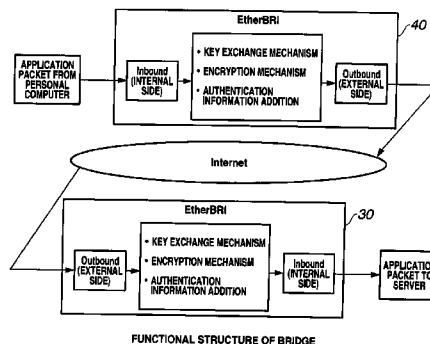 EtherBRI
40
APPLICATION
PACKET FROM
PERSONAL
COMPUTER
Inbound
(INTERNAL
SIDE)
• KEY EXCHANGE MECHANISM
• ENCRYPTION MECHANISM
• AUTHENTICATION
INFORMATION ADDITION
Outbound
(EXTERNAL
SIDE)
Internet
EtherBRI
30
Outbound
(EXTERNAL
SIDE)
• KEY EXCHANGE MECHANISM
• ENCRYPTION MECHANISM
• AUTHENTICATION
INFORMATION ADDITION
Inbound
(INTERNAL
SIDE)
APPLICATION
PACKET TO
SERVER
FUNCTIONAL STRUCTURE OF BRIDGE